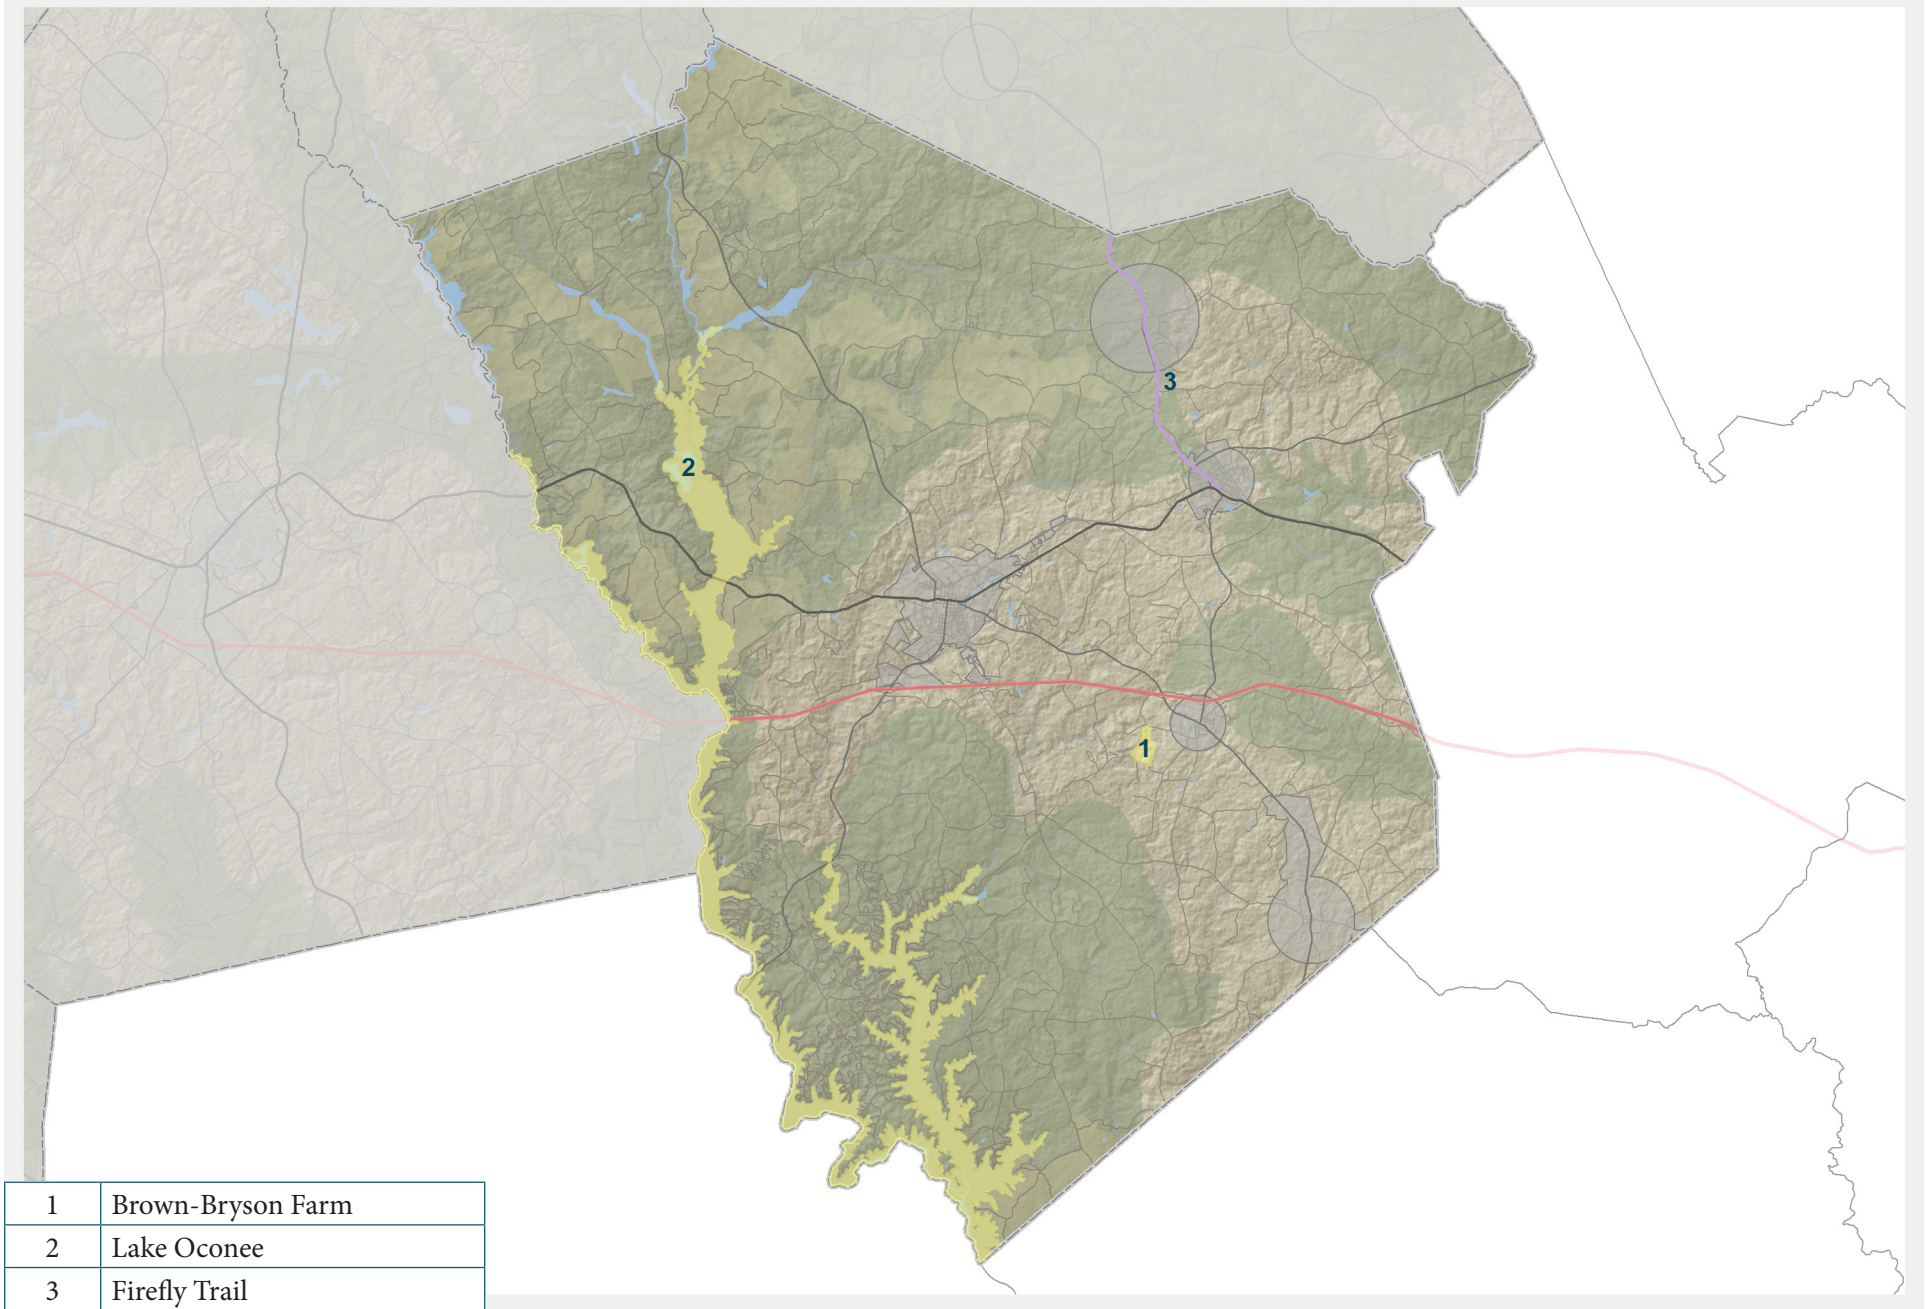 3
2
1
1 Brown-Bryson Farm
2 Lake Oconee
3 Firefly Trail